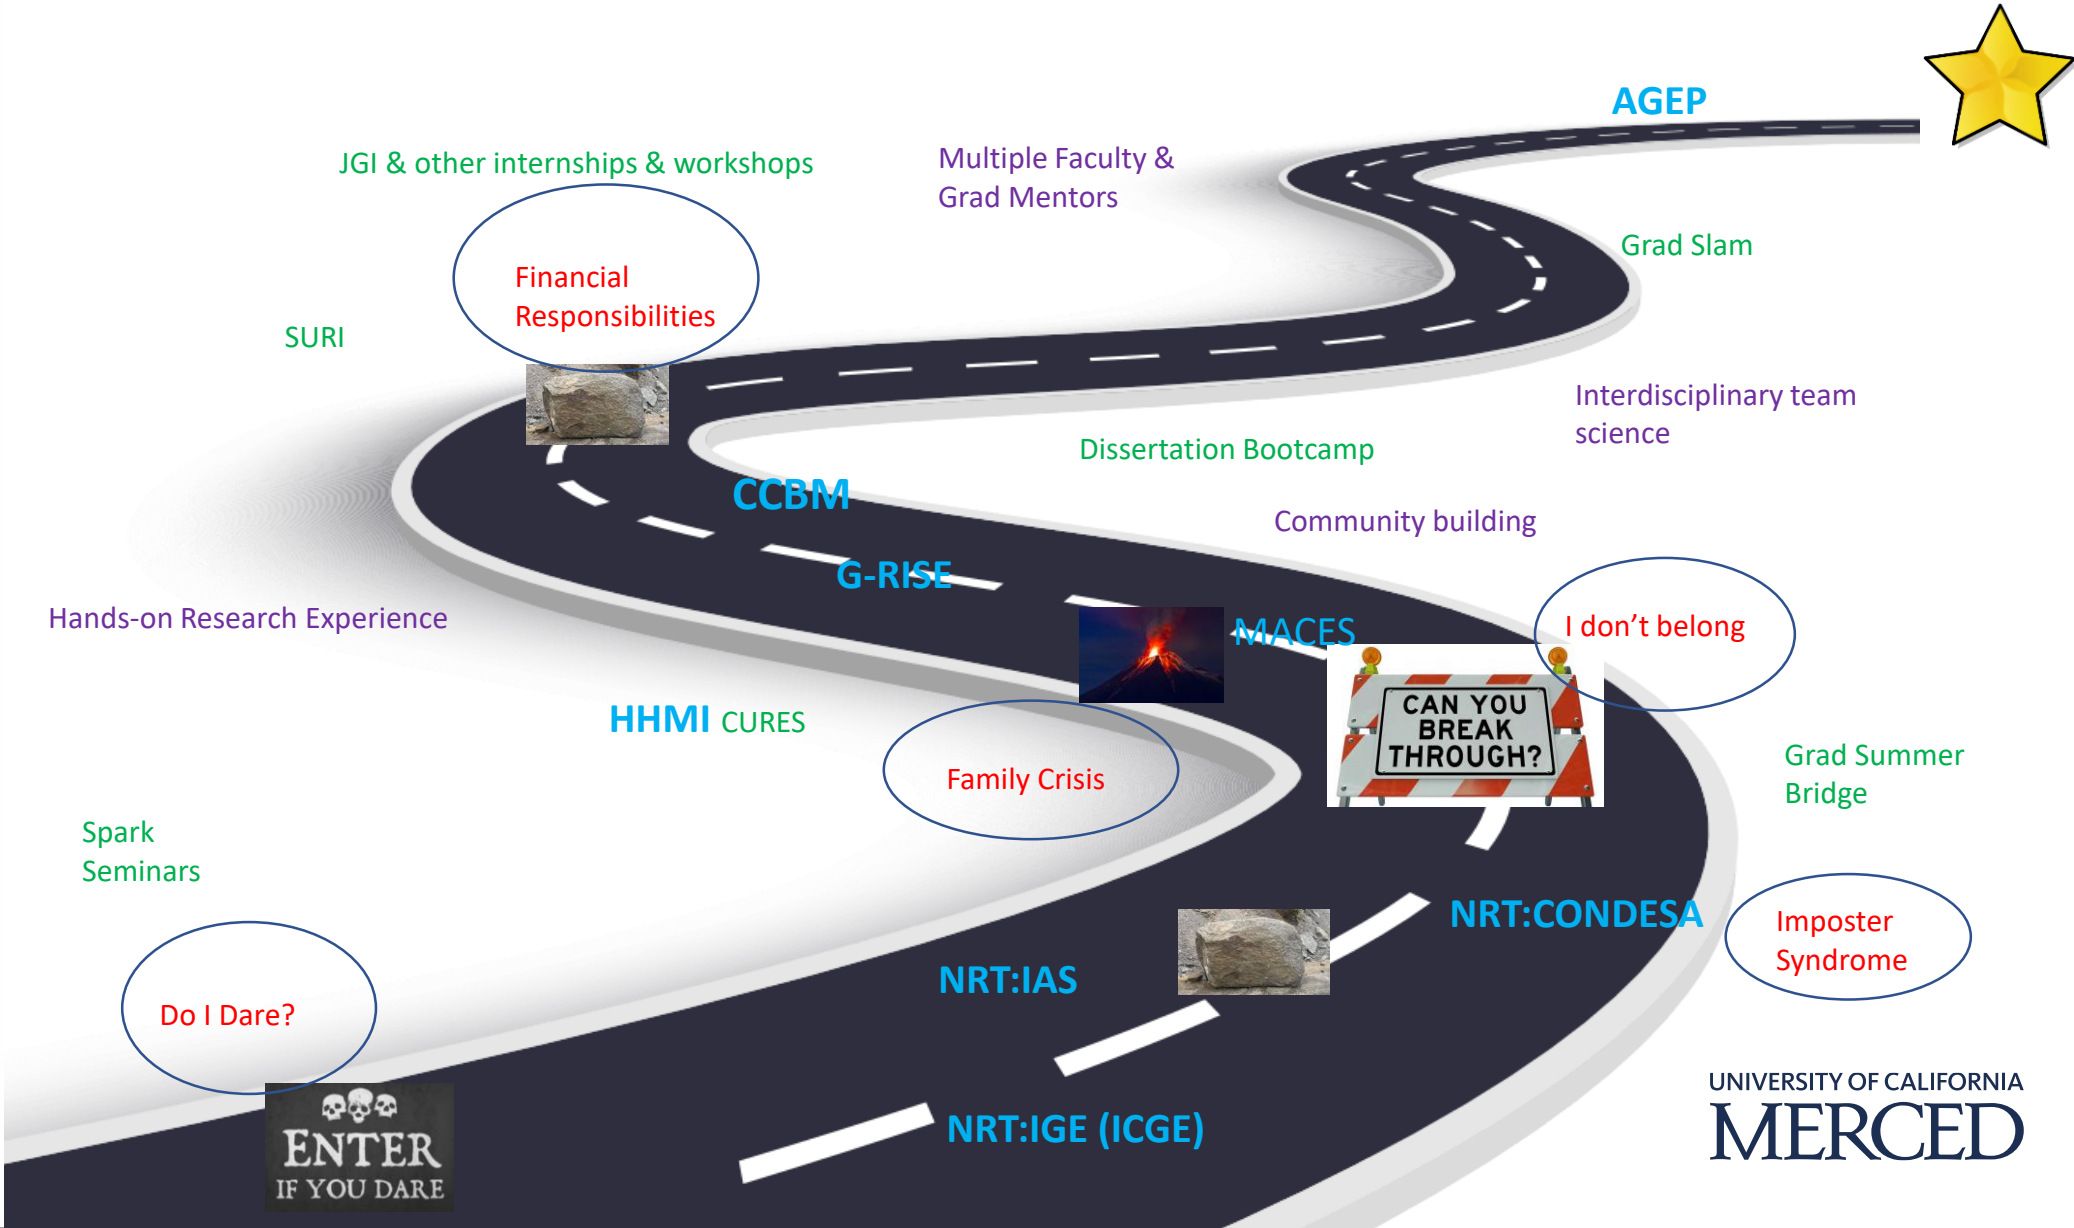 AGEP
JGI & other internships & workshops
Multiple Faculty &
Grad Mentors
Grad Slam
Financial
Responsibilities
SURI
Interdisciplinary team
science
Dissertation Bootcamp
CCBM
Community building
G-RISE
Hands-on Research Experience
MACES
I don't belong
CAN YOU
BREAK
THROUGH?
HHMI CURES
Family Crisis
Grad Summer
Bridge
Spark
Seminars
NRT:CONDESA
Imposter
Syndrome
NRT:IAS
Do I Dare?
ENTER
IF YOU DARE
NRT:IGE (ICGE)
UNIVERSITY OF CALIFORNIA
MERCED